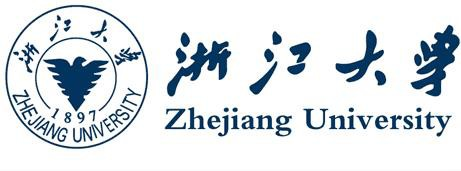 浙江大学
1897
ZHEJIANG UNIVERSITY
浙江大学
Zhejiang University